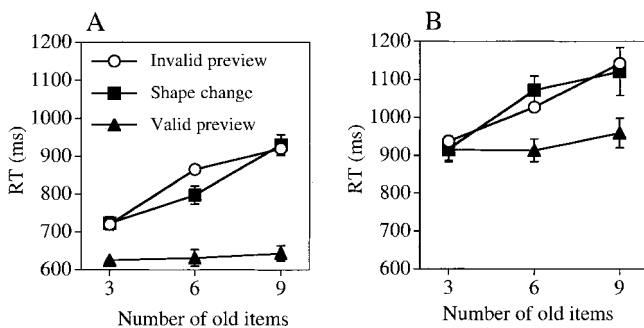 A
1200
1100
1000
900
800
700
600
RT (ms)
Invalid preview
Shape change
Valid preview
3 6 9
Number of old items
B
1200
1100
1000
900
800
700
600
RT (ms)
3 6 9
Number of old items